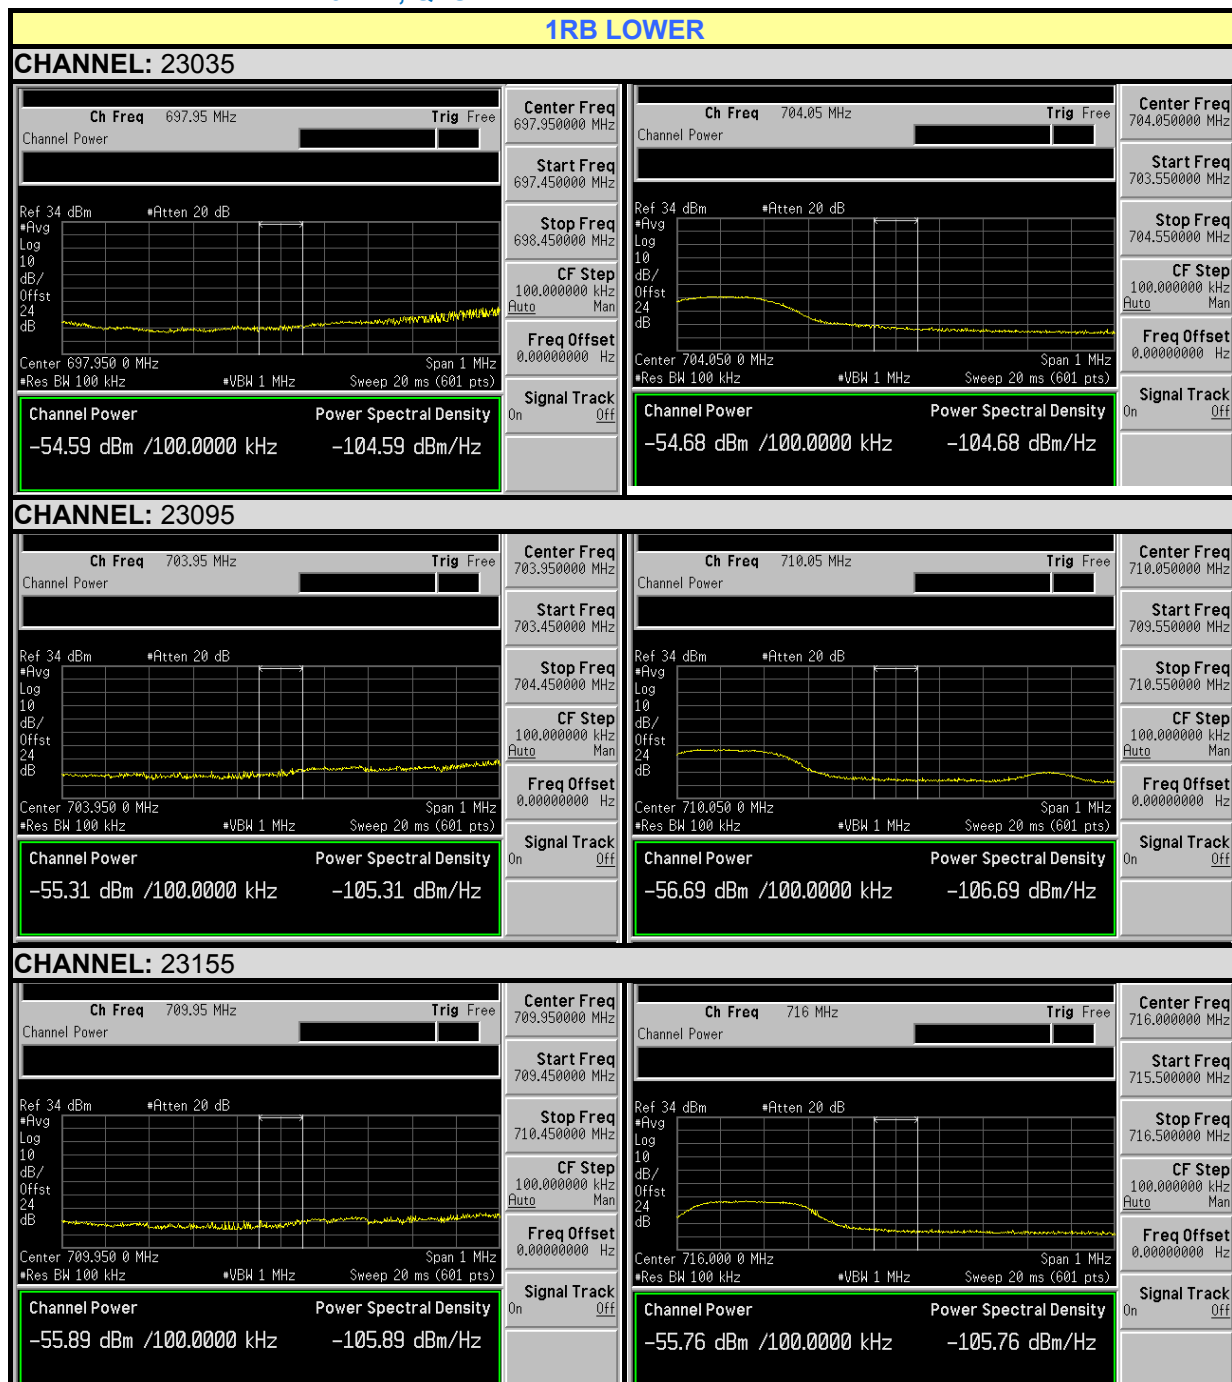 1RB LOWER
CHANNEL: 23035
Ch Freq 697.95 MHz Trig Free
Channel Power
Ref 34 dBm #Atten 20 dB
#Avg
Log
10
dB/
Offst
24
dB
Center 697.950 0 MHz Span 1 MHz
#Res BW 100 kHz #VBW 1 MHz Sweep 20 ms (601 pts)
Channel Power Power Spectral Density
-54.59 dBm /100.0000 kHz -104.59 dBm/Hz
Center Freq
697.950000 MHz
Start Freq
697.450000 MHz
Stop Freq
698.450000 MHz
CF Step
100.000000 kHz
Auto Man
Freq Offset
0.00000000 Hz
Signal Track
On Off
Ch Freq 704.05 MHz Trig Free
Channel Power
Ref 34 dBm #Atten 20 dB
#Avg
Log
10
dB/
Offst
24
dB
Center 704.050 0 MHz Span 1 MHz
#Res BW 100 kHz #VBW 1 MHz Sweep 20 ms (601 pts)
Channel Power Power Spectral Density
-54.68 dBm /100.0000 kHz -104.68 dBm/Hz
Center Freq
704.050000 MHz
Start Freq
703.550000 MHz
Stop Freq
704.550000 MHz
CF Step
100.000000 kHz
Auto Man
Freq Offset
0.00000000 Hz
Signal Track
On Off
CHANNEL: 23095
Ch Freq 703.95 MHz Trig Free
Channel Power
Ref 34 dBm #Atten 20 dB
#Avg
Log
10
dB/
Offst
24
dB
Center 703.950 0 MHz Span 1 MHz
#Res BW 100 kHz #VBW 1 MHz Sweep 20 ms (601 pts)
Channel Power Power Spectral Density
-55.31 dBm /100.0000 kHz -105.31 dBm/Hz
Center Freq
703.950000 MHz
Start Freq
703.450000 MHz
Stop Freq
704.450000 MHz
CF Step
100.000000 kHz
Auto Man
Freq Offset
0.00000000 Hz
Signal Track
On Off
Ch Freq 710.05 MHz Trig Free
Channel Power
Ref 34 dBm #Atten 20 dB
#Avg
Log
10
dB/
Offst
24
dB
Center 710.050 0 MHz Span 1 MHz
#Res BW 100 kHz #VBW 1 MHz Sweep 20 ms (601 pts)
Channel Power Power Spectral Density
-56.69 dBm /100.0000 kHz -106.69 dBm/Hz
Center Freq
710.050000 MHz
Start Freq
709.550000 MHz
Stop Freq
710.550000 MHz
CF Step
100.000000 kHz
Auto Man
Freq Offset
0.00000000 Hz
Signal Track
On Off
CHANNEL: 23155
Ch Freq 709.95 MHz Trig Free
Channel Power
Ref 34 dBm #Atten 20 dB
#Avg
Log
10
dB/
Offst
24
dB
Center 709.950 0 MHz Span 1 MHz
#Res BW 100 kHz #VBW 1 MHz Sweep 20 ms (601 pts)
Channel Power Power Spectral Density
-55.89 dBm /100.0000 kHz -105.89 dBm/Hz
Center Freq
709.950000 MHz
Start Freq
709.450000 MHz
Stop Freq
710.450000 MHz
CF Step
100.000000 kHz
Auto Man
Freq Offset
0.00000000 Hz
Signal Track
On Off
Ch Freq 716 MHz Trig Free
Channel Power
Ref 34 dBm #Atten 20 dB
#Avg
Log
10
dB/
Offst
24
dB
Center 716.000 0 MHz Span 1 MHz
#Res BW 100 kHz #VBW 1 MHz Sweep 20 ms (601 pts)
Channel Power Power Spectral Density
-55.76 dBm /100.0000 kHz -105.76 dBm/Hz
Center Freq
716.000000 MHz
Start Freq
715.500000 MHz
Stop Freq
716.500000 MHz
CF Step
100.000000 kHz
Auto Man
Freq Offset
0.00000000 Hz
Signal Track
On Off